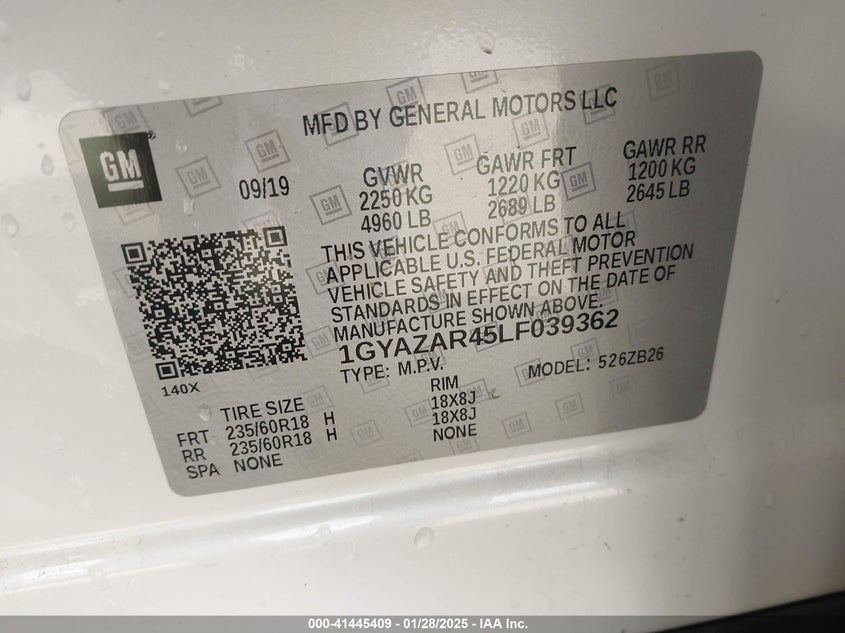 MFD BY GENERAL MOTORS LLC
GM
09/19
GVWR GAWR FRT GAWR RR
2250 KG 1220 KG 1200 KG
4960 LB 2689 LB 2645 LB
THIS VEHICLE CONFORMS TO ALL
APPLICABLE U.S. FEDERAL MOTOR
VEHICLE SAFETY AND THEFT PREVENTION
STANDARDS IN EFFECT ON THE DATE OF
MANUFACTURE SHOWN ABOVE.
1GYAZAR45LF039362
TYPE: M.P.V. MODEL: 526ZB26
140X
TIRE SIZE RIM
FRT 235/60R18 H 18X8J
RR 235/60R18 H 18X8J
SPA NONE NONE
000-41445409 - 01/28/2025 - IAA Inc.